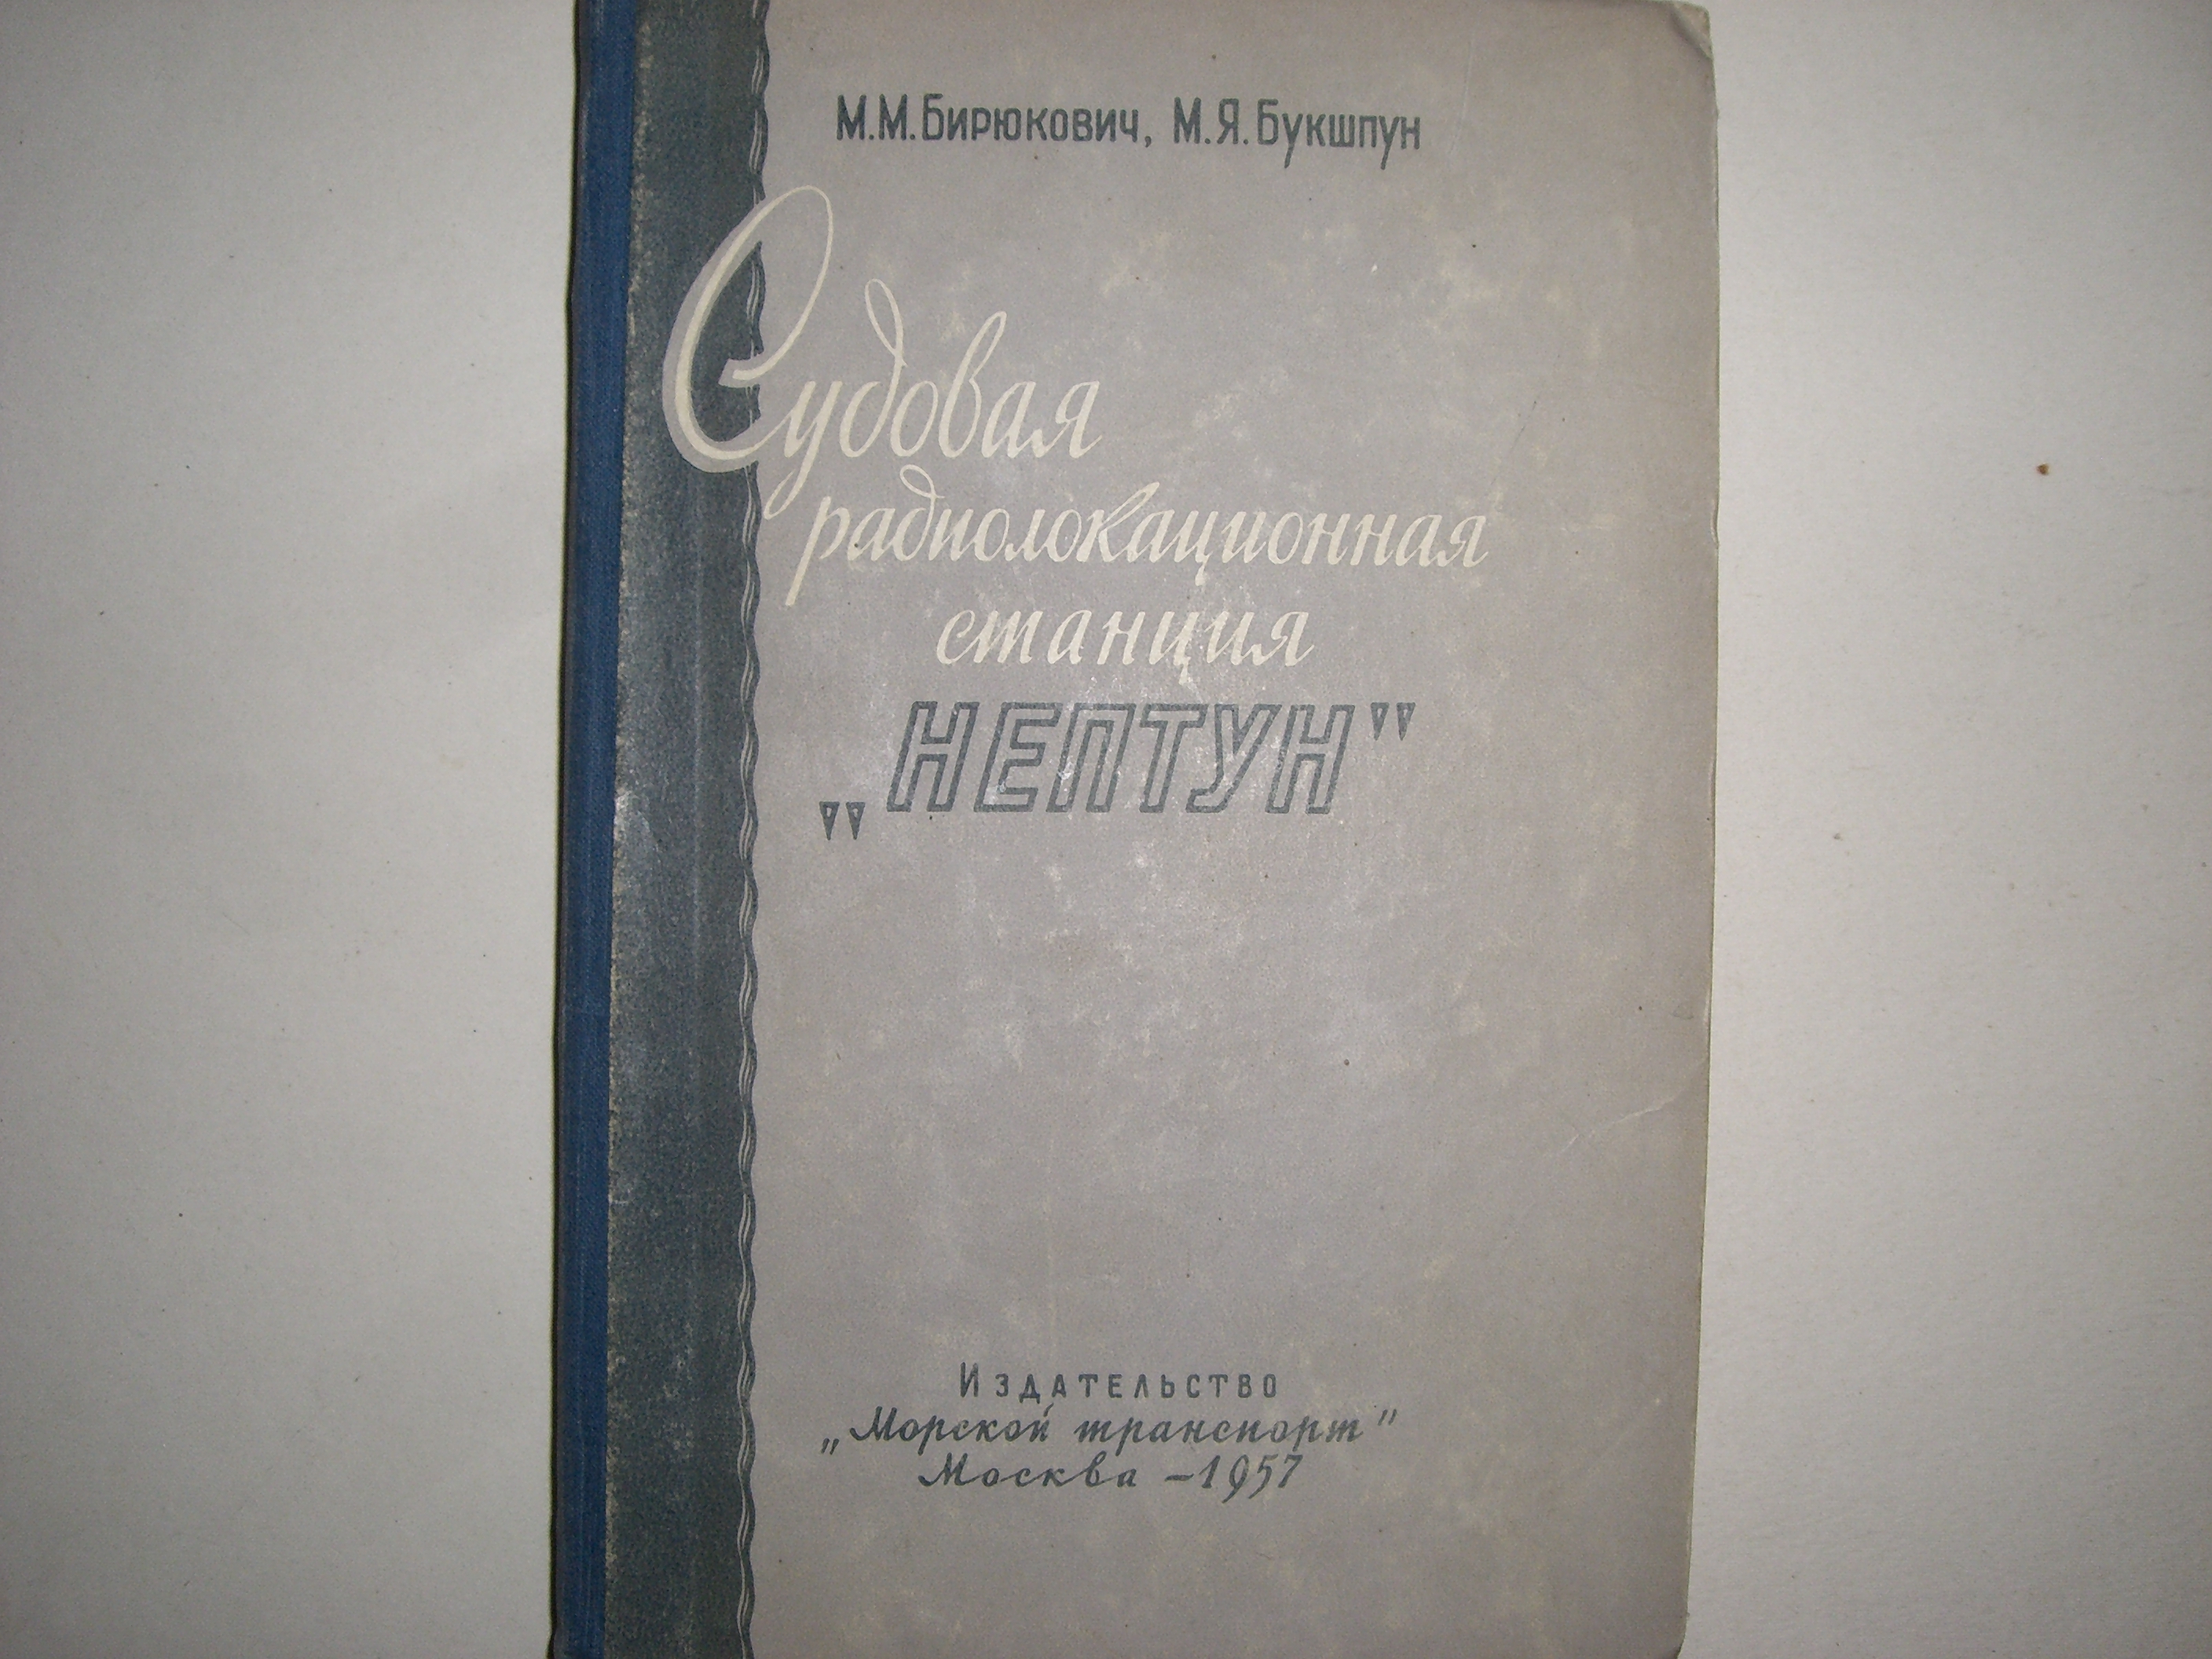 М.М.Бирюкович, М.Я.Букшпун
Судовая
радиолокационная
станция
„НЕПТУН"
Издательство
„Морской транспорт"
Москва –1957